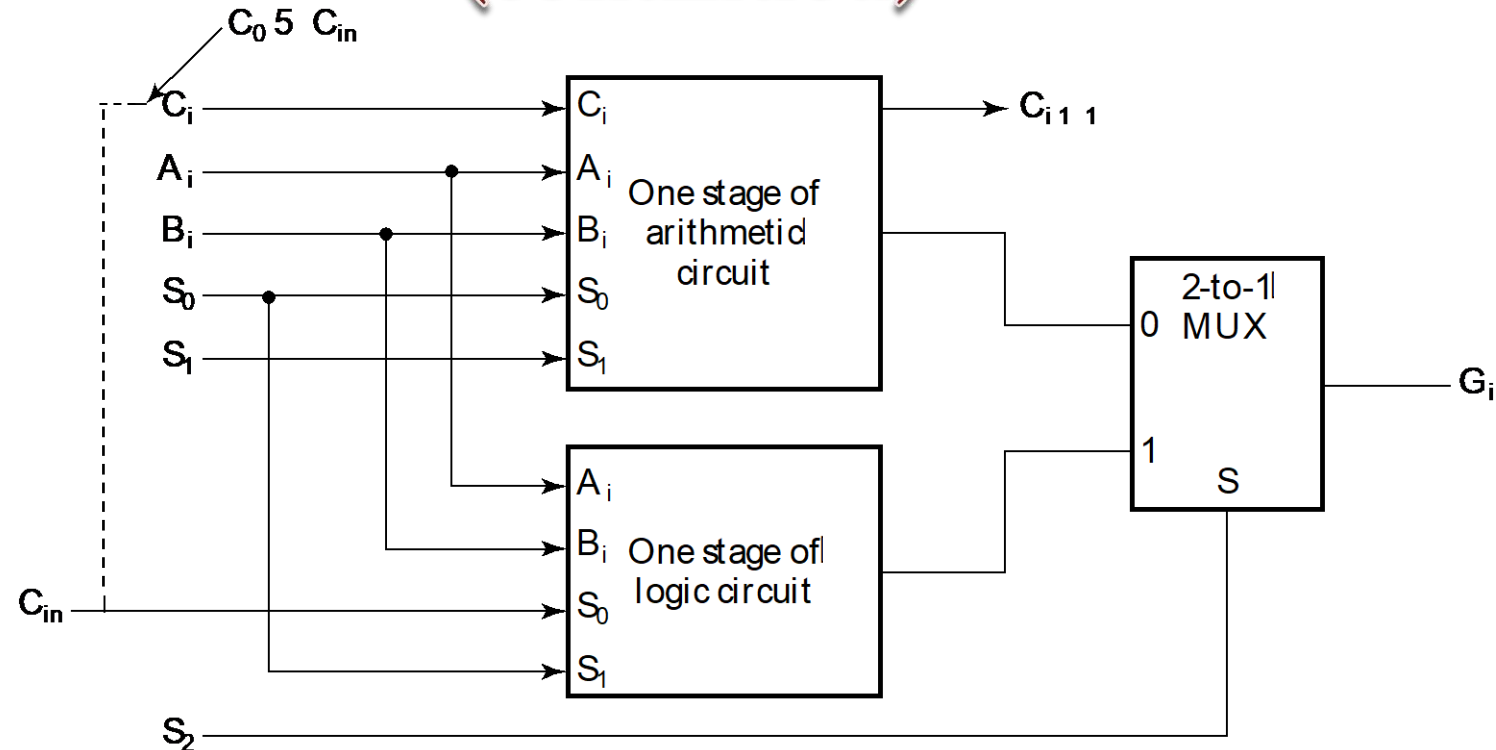 C₀ 5 Cᵢₙ
Cᵢ
Aᵢ
Bᵢ
S₀
S₁
Cᵢₙ
S₂
Cᵢ
Aᵢ
Bᵢ
S₀
S₁
One stage of
arithmetic
circuit
Cᵢ ₁ ₁
Aᵢ
Bᵢ
S₀
S₁
One stage of
logic circuit
2-to-1
MUX
0
1
S
Gᵢ